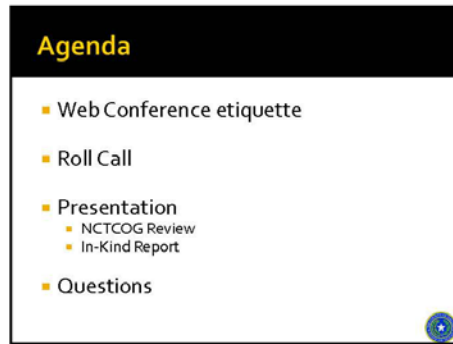 Agenda
Web Conference etiquette
Roll Call
Presentation
NCTCOG Review
In-Kind Report
Questions